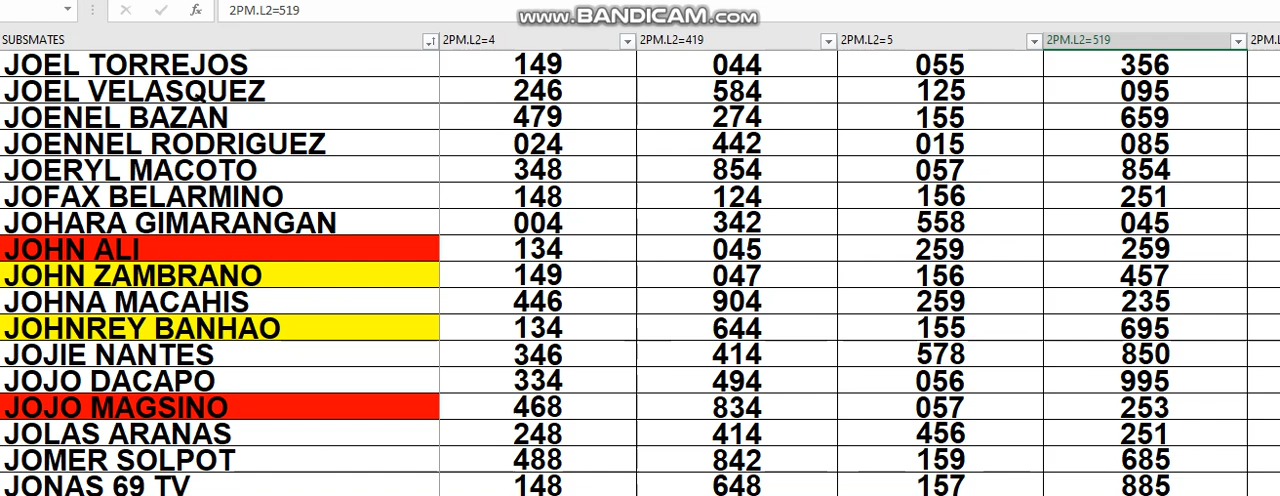 2PM.L2=519
www.BANDICAM.com
SUBSMATES 2PM.L2=4 2PM.L2=419 2PM.L2=5 2PM.L2=519 2PM.L
JOEL TORREJOS 149 044 055 356
JOEL VELASQUEZ 246 584 125 095
JOENEL BAZAN 479 274 155 659
JOENNEL RODRIGUEZ 024 442 015 085
JOERYL MACOTO 348 854 057 854
JOFAX BELARMINO 148 124 156 251
JOHARA GIMARANGAN 004 342 558 045
JOHN ALI 134 045 259 259
JOHN ZAMBRANO 149 047 156 457
JOHNA MACAHIS 446 904 259 235
JOHNREY BANHAO 134 644 155 695
JOJIE NANTES 346 414 578 850
JOJO DACAPO 334 494 056 995
JOJO MAGSINO 468 834 057 253
JOLAS ARANAS 248 414 456 251
JOMER SOLPOT 488 842 159 685
JONAS 69 TV 148 648 157 885